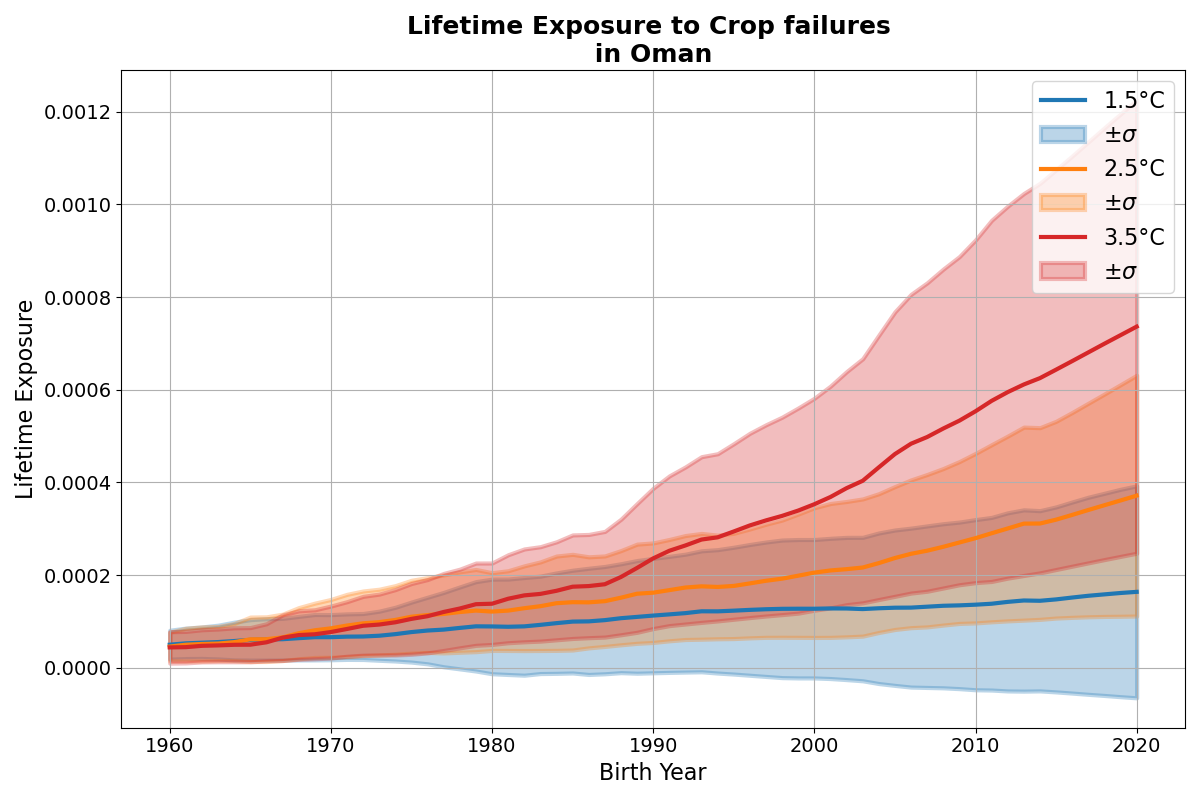 Lifetime Exposure to Crop failures
in Oman
Lifetime Exposure
0.0012
0.0010
0.0008
0.0006
0.0004
0.0002
0.0000
1.5°C
±σ
2.5°C
±σ
3.5°C
±σ
1960 1970 1980 1990 2000 2010 2020
Birth Year